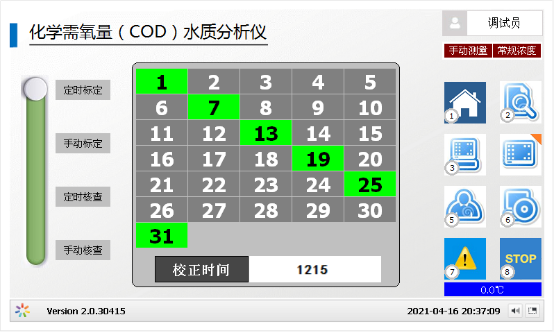 化学需氧量（COD）水质分析仪
调试员
手动测量 常规浓度
定时标定
手动标定
定时核查
手动核查
1 2 3 4 5
6 7 8 9 10
11 12 13 14 15
16 17 18 19 20
21 22 23 24 25
26 27 28 29 30
31
校正时间 1215
1 2
3
5 6
7 STOP 8
0.0℃
Version 2.0.30415
2021-04-16 20:37:09